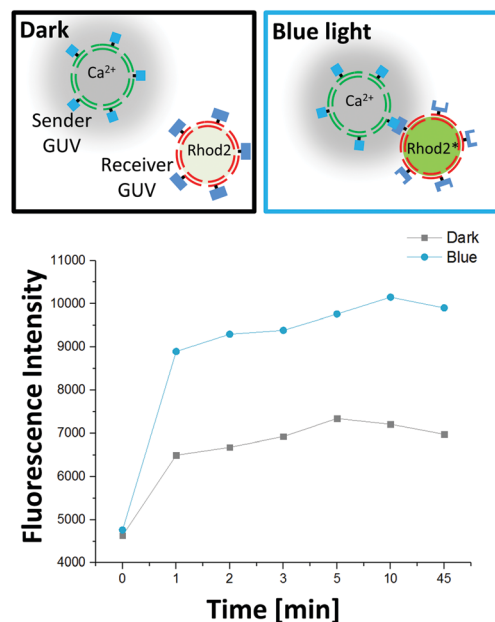 Dark
Ca2+
Sender
GUV
Rhod2
Receiver
GUV
Blue light
Ca2+
Rhod2*
Dark
Blue
Fluorescence Intensity
11000
10000
9000
8000
7000
6000
5000
4000
0 1 2 3 5 10 45
Time [min]